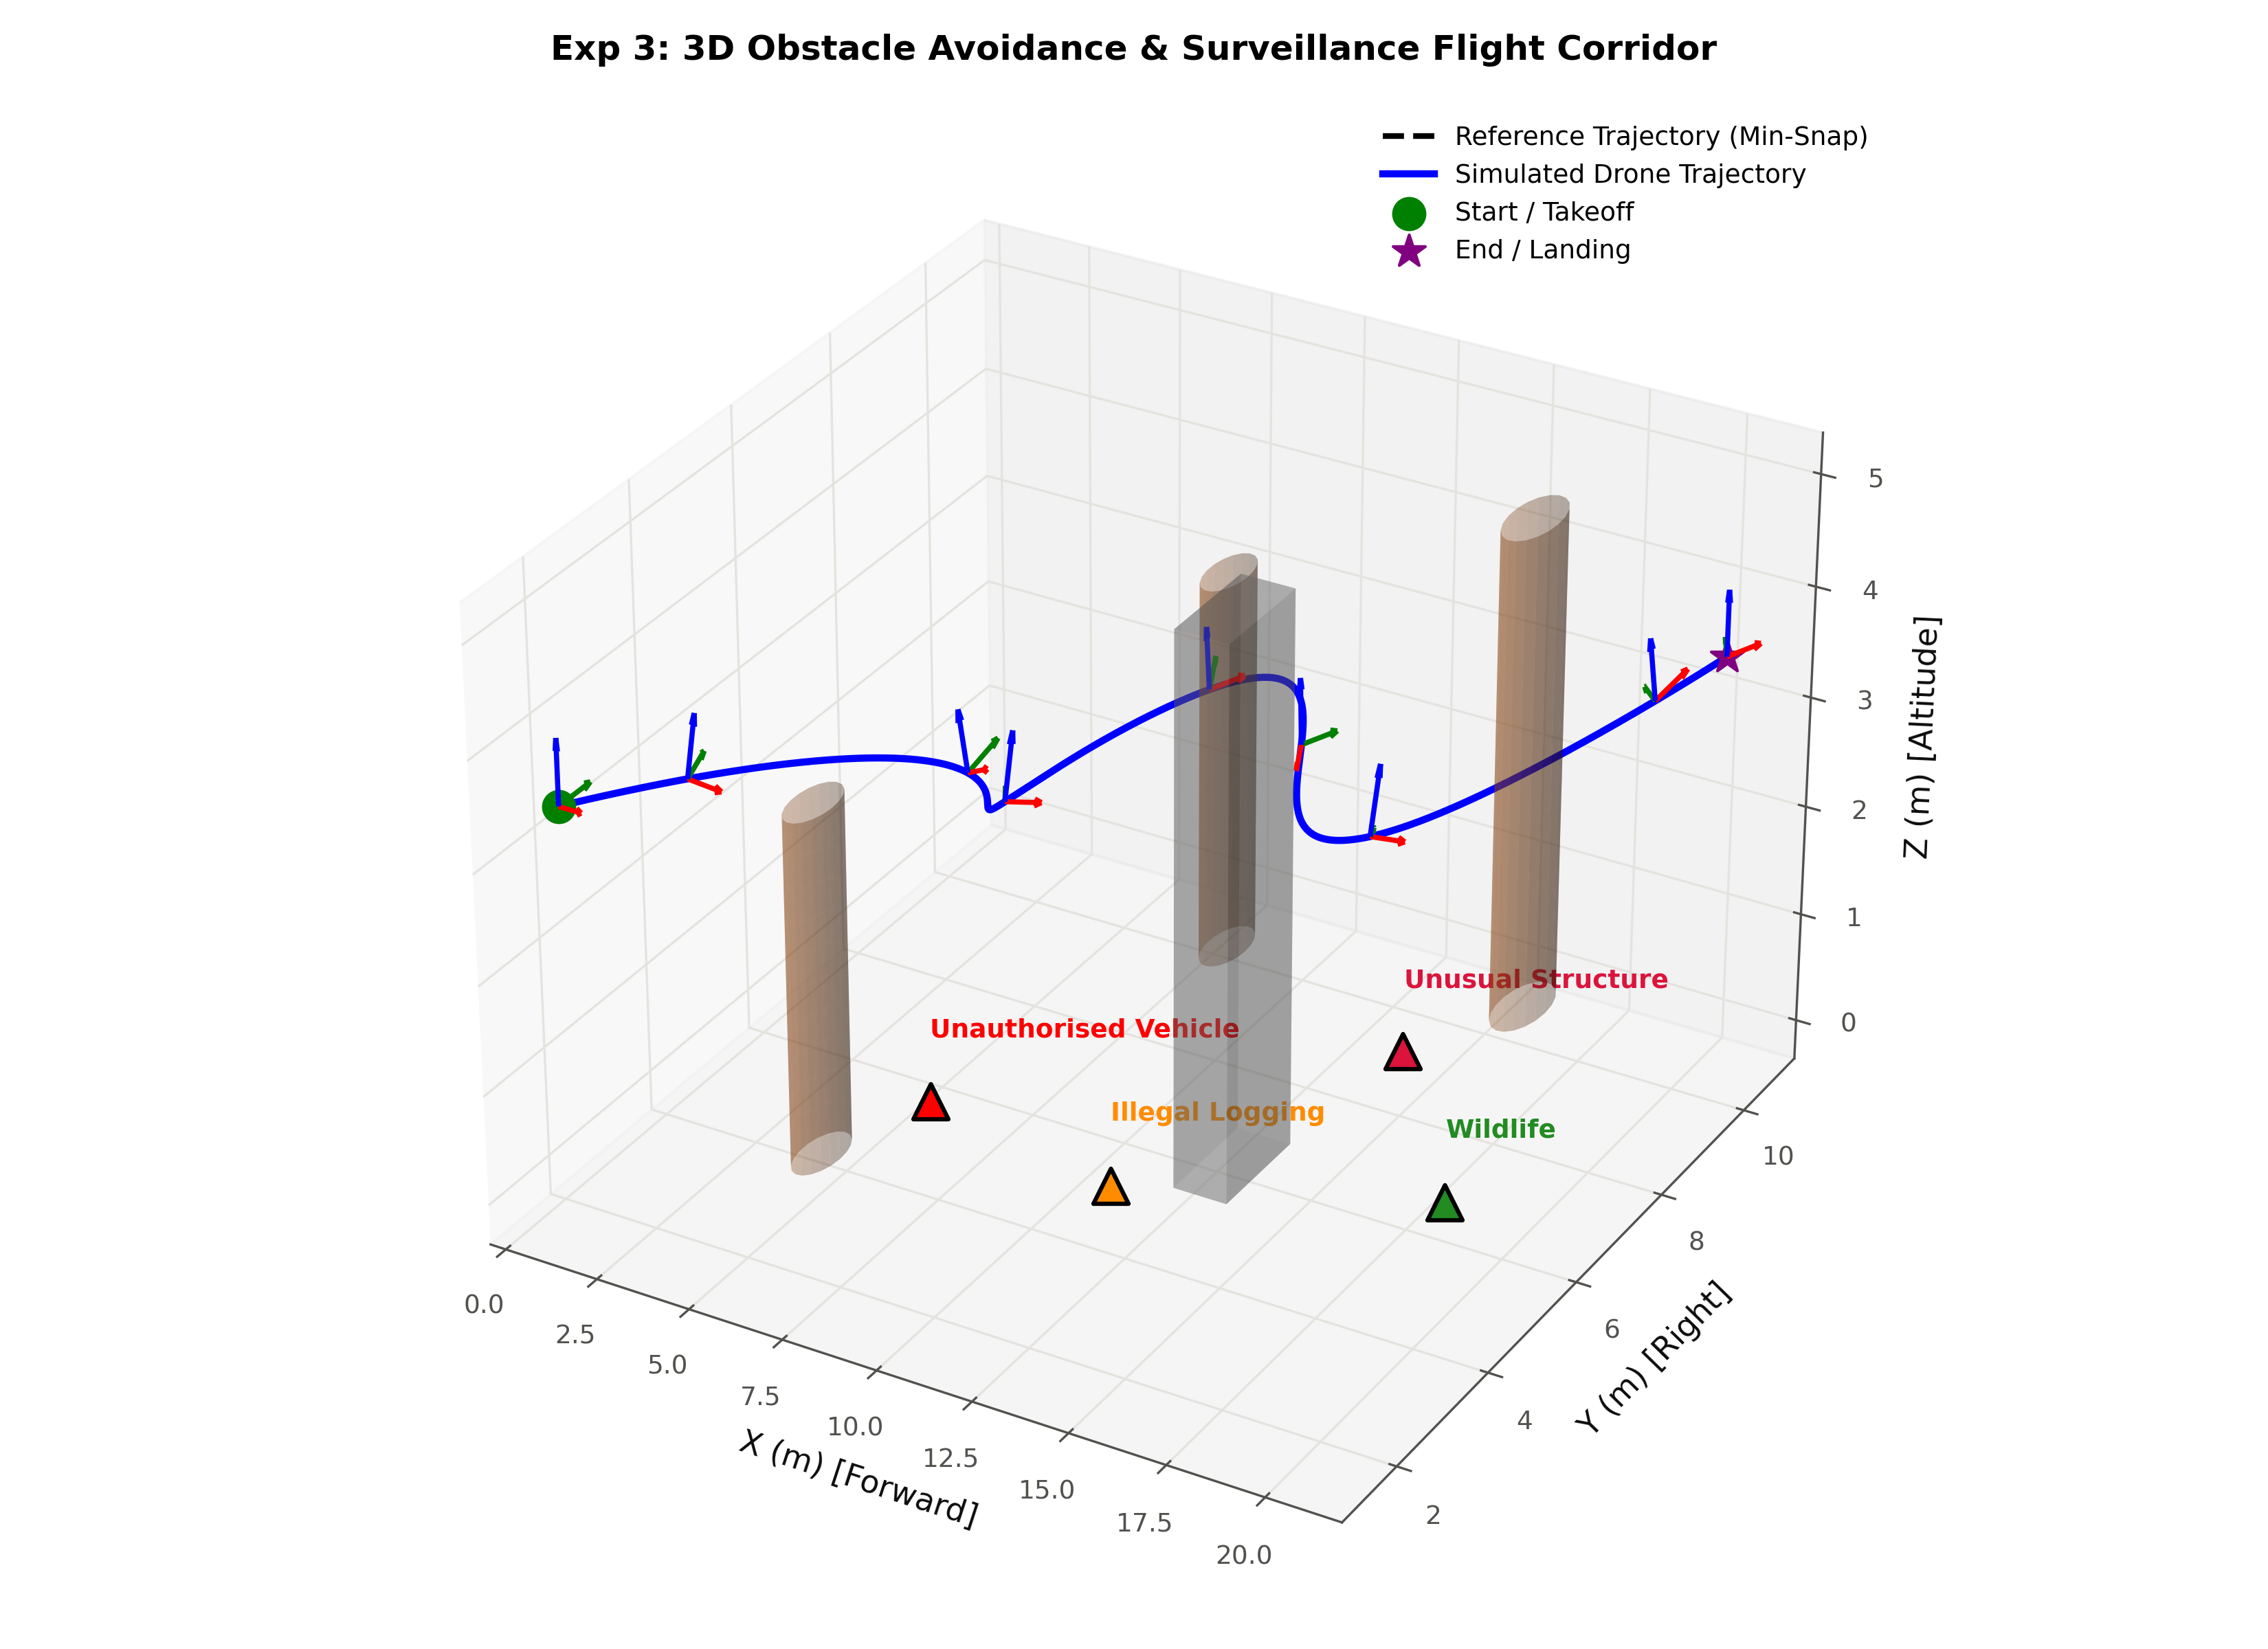 Exp 3: 3D Obstacle Avoidance & Surveillance Flight Corridor
Reference Trajectory (Min-Snap)
Simulated Drone Trajectory
Start / Takeoff
End / Landing
5
4
3
2
1
0
Z (m) [Altitude]
Unusual Structure
Unauthorised Vehicle
Illegal Logging
Wildlife
10
8
6
4
2
Y (m) [Right]
0.0
2.5
5.0
7.5
10.0
12.5
15.0
17.5
20.0
X (m) [Forward]